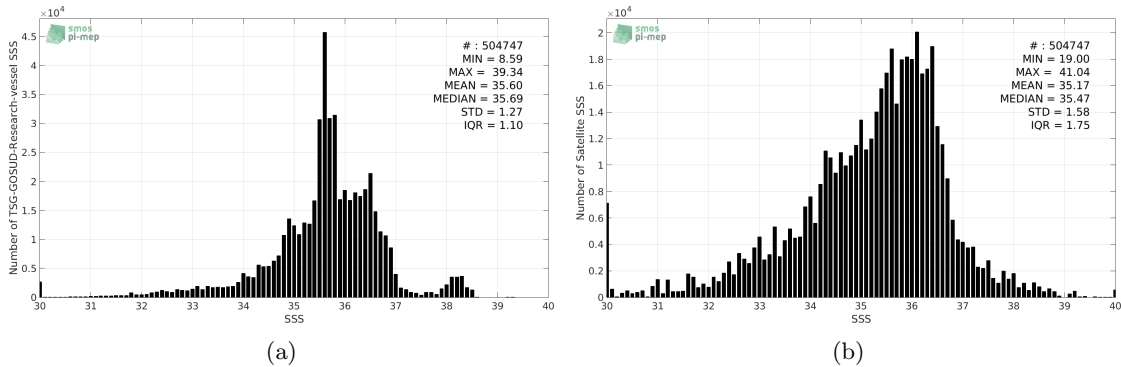 ×10⁴
smos
pi-mep
# : 504747
MIN = 8.59
MAX = 39.34
MEAN = 35.60
MEDIAN = 35.69
STD = 1.27
IQR = 1.10
Number of TSG-GOSUD-Research-vessel SSS
4.5
4
3.5
3
2.5
2
1.5
1
0.5
0
30 31 32 33 34 35 36 37 38 39 40
SSS
(a)
×10⁴
smos
pi-mep
# : 504747
MIN = 19.00
MAX = 41.04
MEAN = 35.17
MEDIAN = 35.47
STD = 1.58
IQR = 1.75
Number of Satellite SSS
2
1.8
1.6
1.4
1.2
1
0.8
0.6
0.4
0.2
0
30 31 32 33 34 35 36 37 38 39 40
SSS
(b)